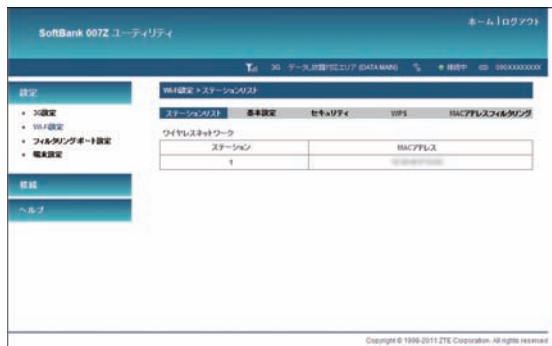 ホーム|ログアウト
SoftBank 007Z ユーティリティ
3G データし放題対応エリア (DATA MAIN) 接続中 090XXXXXXXX
設定
Wi-Fi設定 > ステーションリスト
・ 3G設定
・ Wi-Fi設定
・ フィルタリングポート設定
・ 端末設定
ステーションリスト 基本設定 セキュリティ WPS MACアドレスフィルタリング
ワイヤレスネットワーク
ステーション MACアドレス
1
接続
ヘルプ
Copyright © 1998-2011 ZTE Corporation. All rights reserved